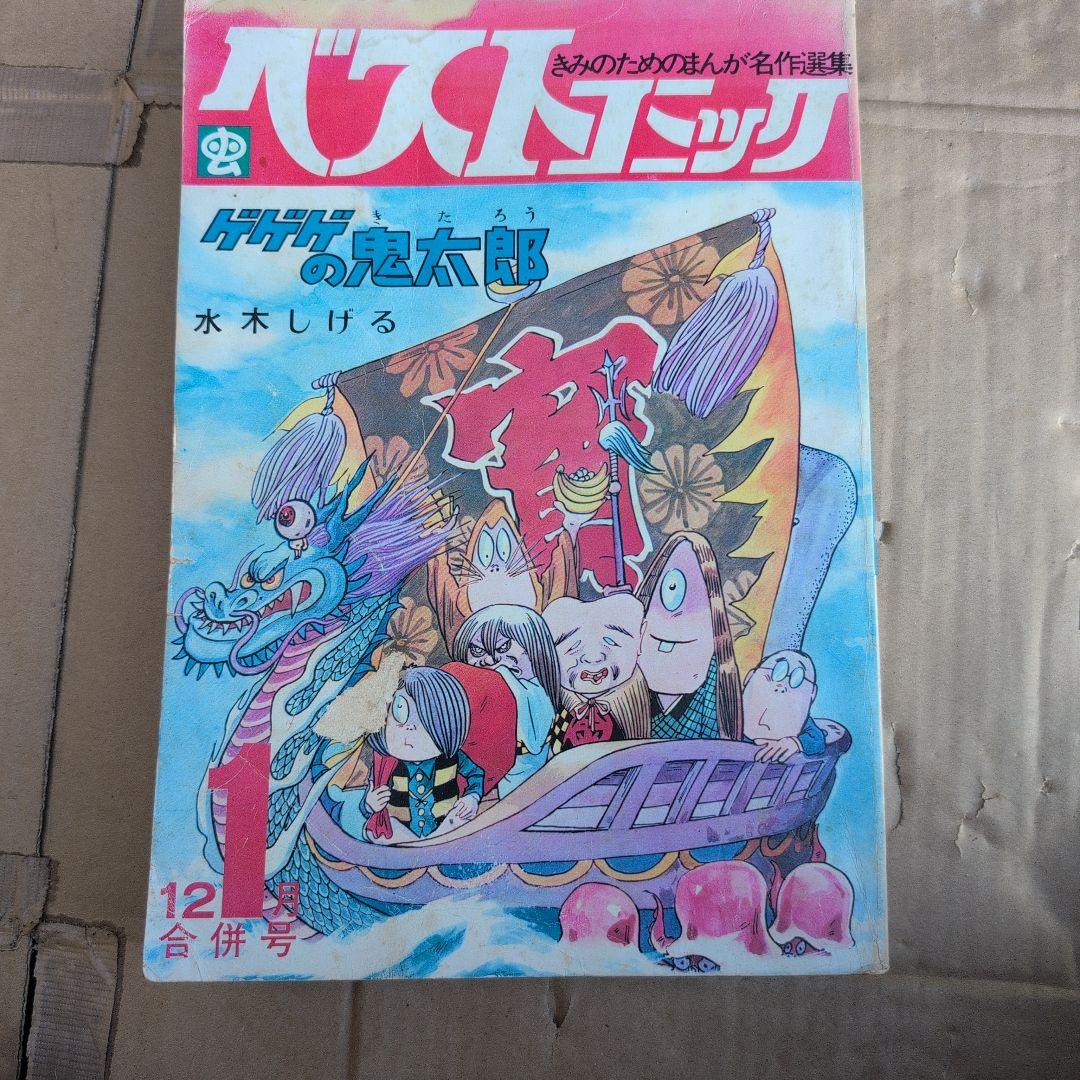 きみのためのまんが名作選集
ベストコミック
虫
ゲゲゲの鬼太郎
きたろう
水木しげる
12 1月
合併号